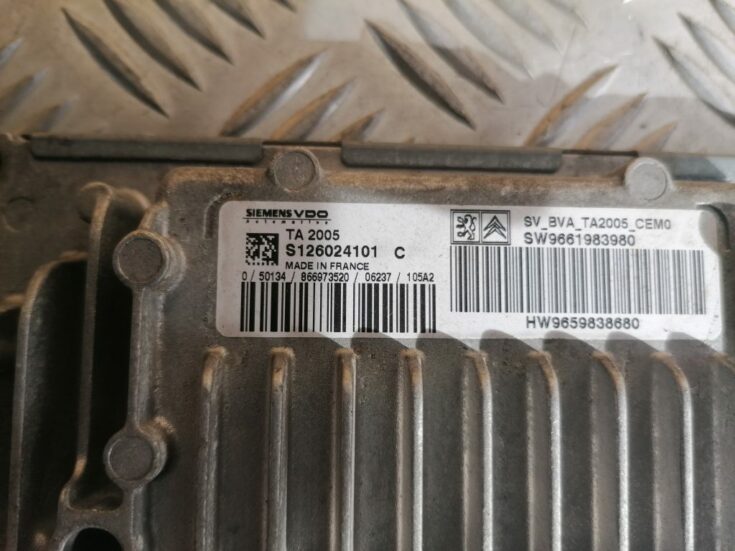 SIEMENS VDO
Automotive
TA 2005
S126024101 C
MADE IN FRANCE
0 / 50134 / 866973520 / 06237 / 105A2
SV_BVA_TA2005_CEM0
SW9661983980
HW9659838680